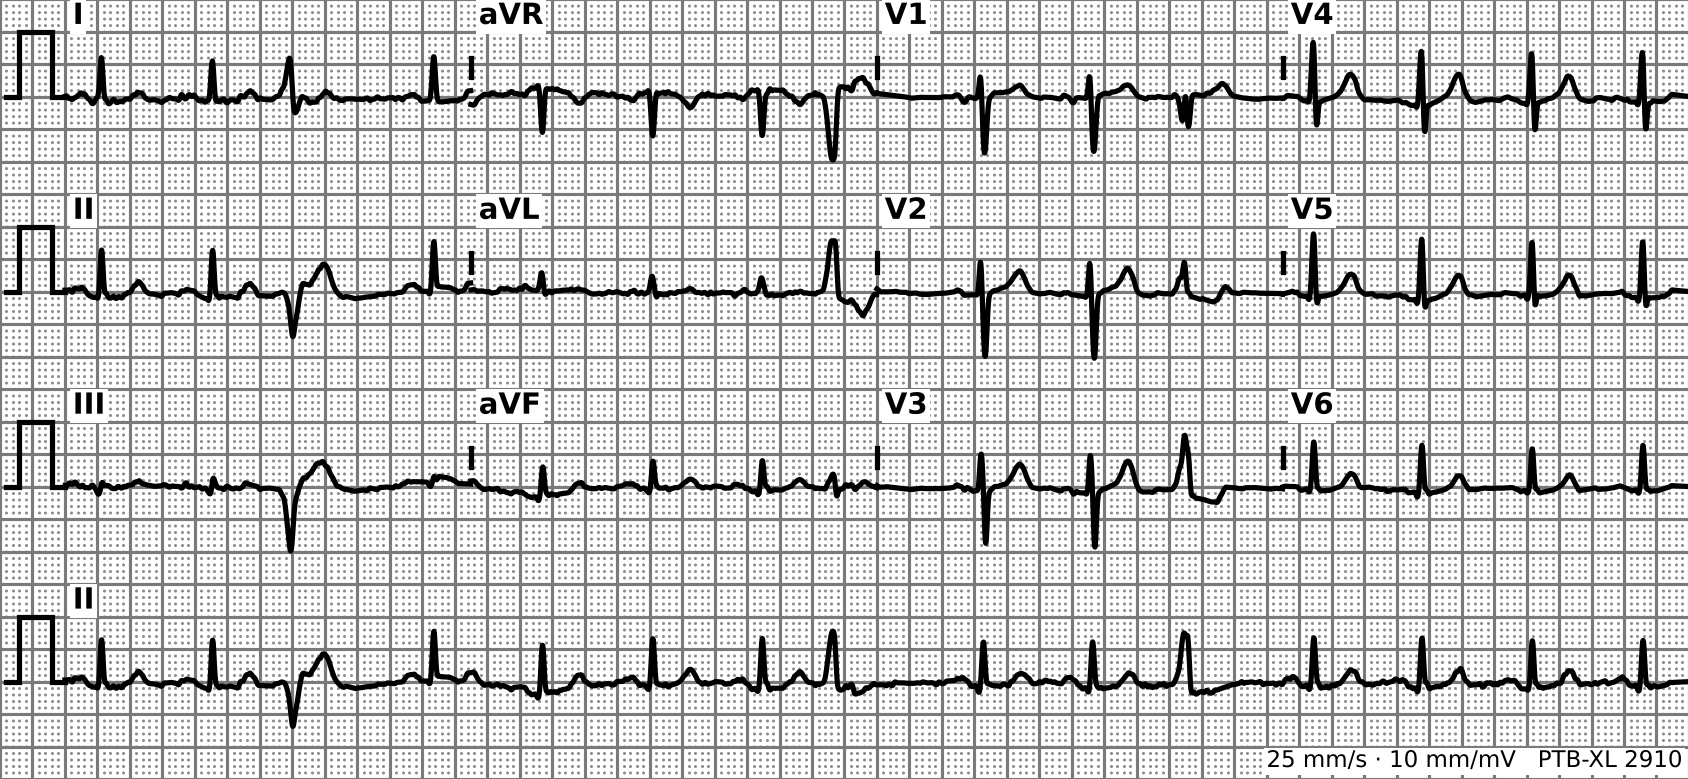 I aVR V1 V4
II aVL V2 V5
III aVF V3 V6
II
25 mm/s · 10 mm/mV PTB-XL 2910